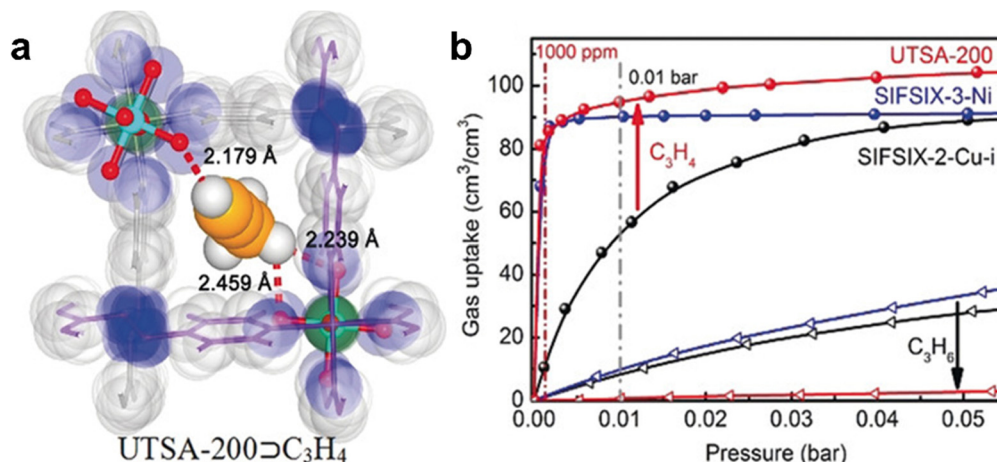 a
2.179 Å
2.239 Å
2.459 Å
UTSA-200⊃C₃H₄
b
1000 ppm
0.01 bar
UTSA-200
SIFSIX-3-Ni
SIFSIX-2-Cu-i
C₃H₄
C₃H₆
Gas uptake (cm³/cm³)
100
80
60
40
20
0
0.00
0.01
0.02
0.03
0.04
0.05
Pressure (bar)